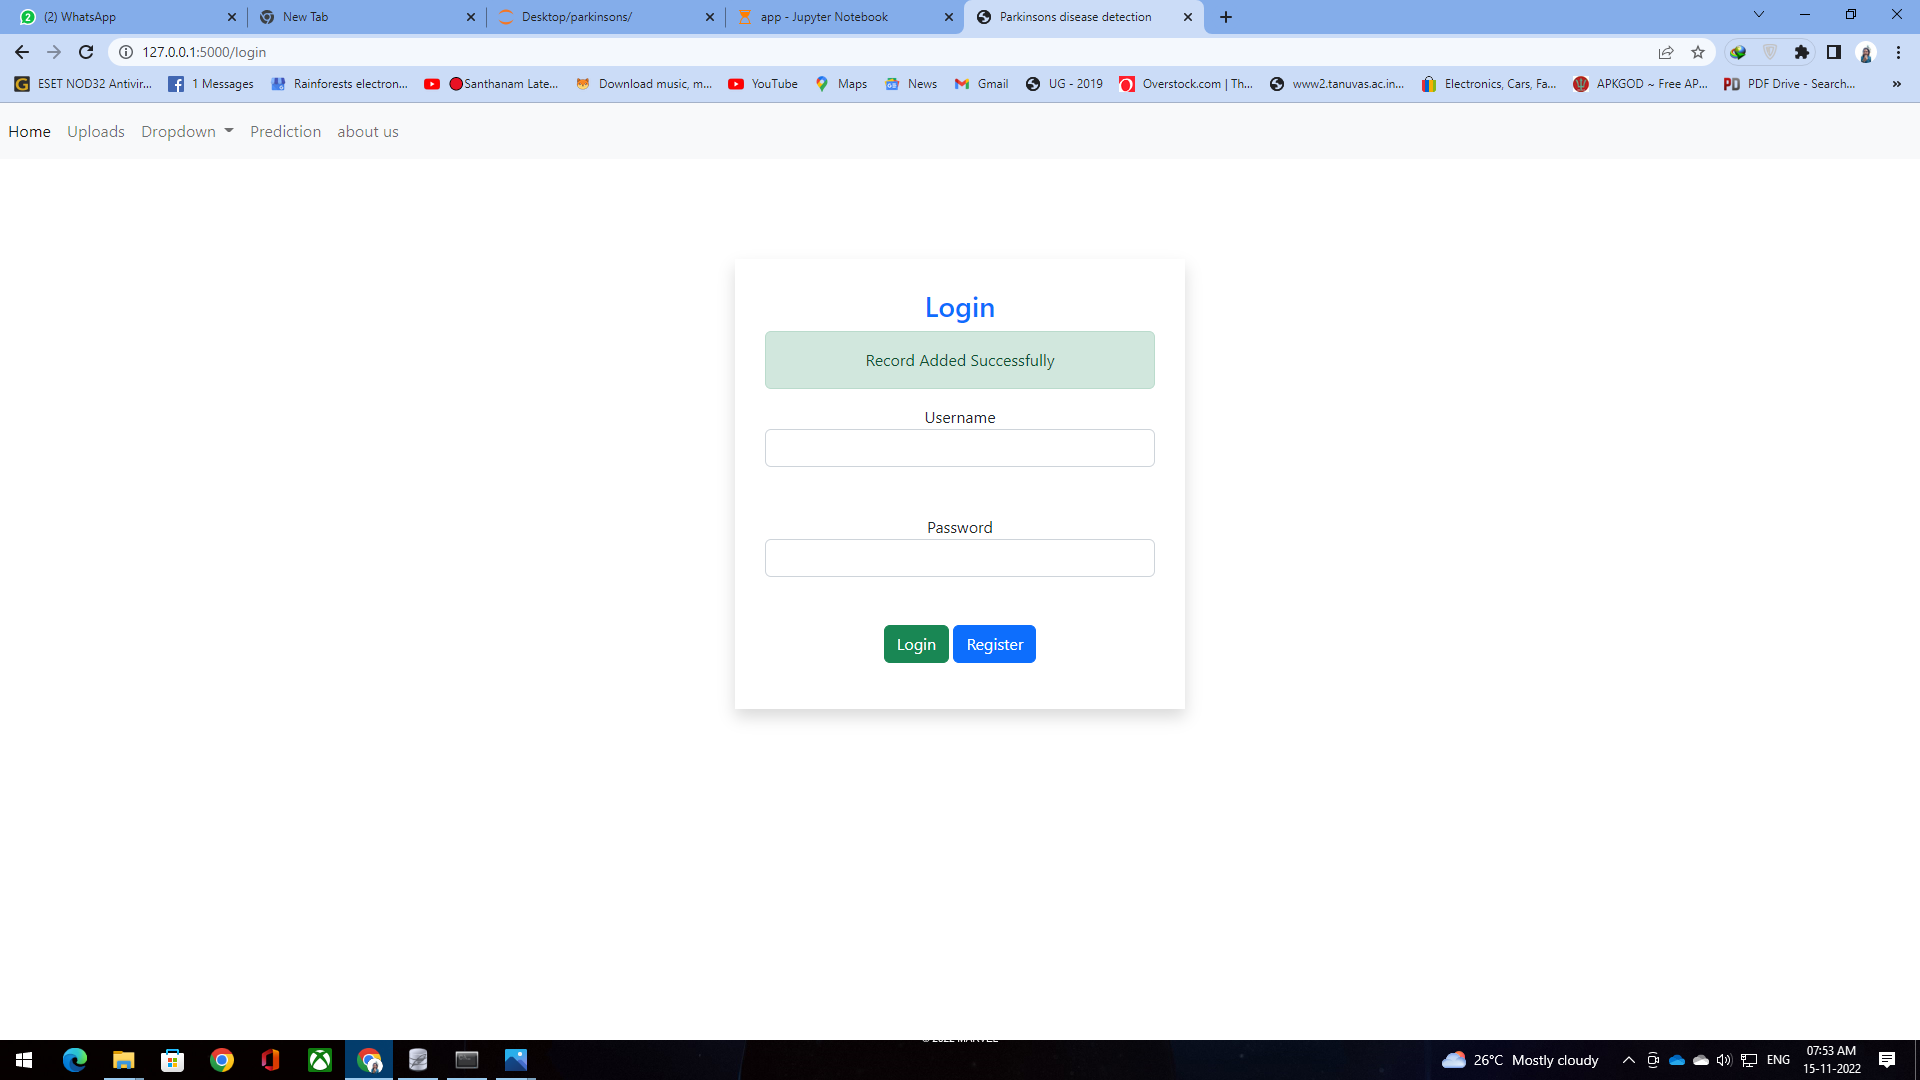 (2) WhatsApp
New Tab
Desktop/parkinsons/
app - Jupyter Notebook
Parkinsons disease detection
127.0.0.1:5000/login
ESET NOD32 Antivir...
1 Messages
Rainforests electron...
Santhanam Late...
Download music, m...
YouTube
Maps
News
Gmail
UG - 2019
Overstock.com | Th...
www2.tanuvas.ac.in...
Electronics, Cars, Fa...
APKGOD ~ Free AP...
PD PDF Drive - Search...
»
Home Uploads Dropdown Prediction about us
Login
Record Added Successfully
Username
Password
Login Register
© 2022 MARVEL
26°C Mostly cloudy
ENG
07:53 AM
15-11-2022